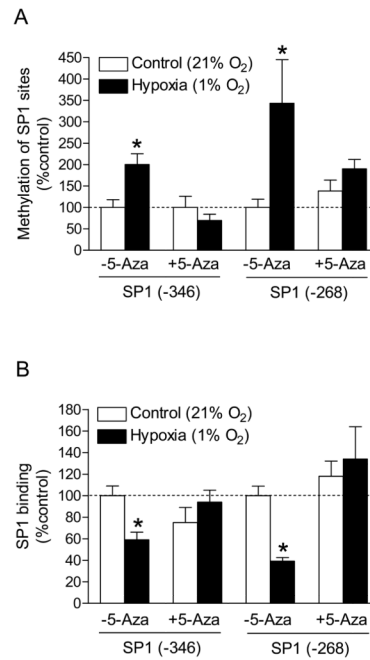 A
Methylation of SP1 sites
(%control)
450
400
350
300
250
200
150
100
50
0
Control (21% O₂)
Hypoxia (1% O₂)
*
*
-5-Aza +5-Aza -5-Aza +5-Aza
SP1 (-346) SP1 (-268)
B
SP1 binding
(%control)
180
160
140
120
100
80
60
40
20
0
Control (21% O₂)
Hypoxia (1% O₂)
*
*
-5-Aza +5-Aza -5-Aza +5-Aza
SP1 (-346) SP1 (-268)